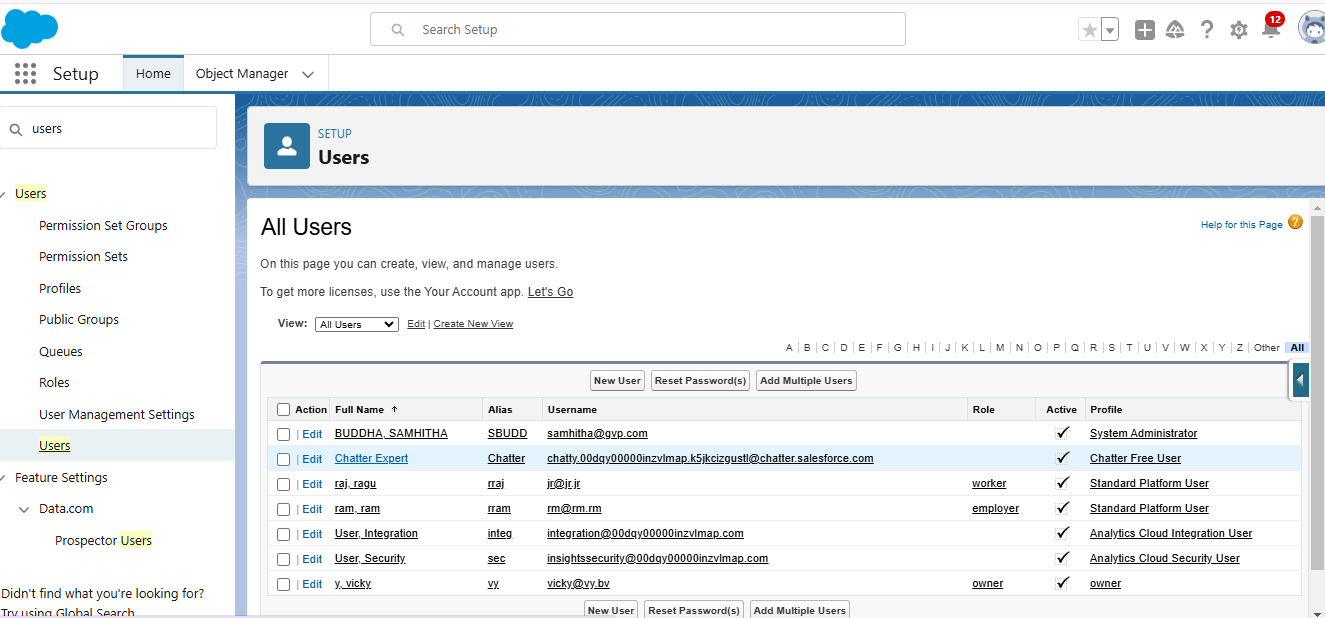 Search Setup
12
Setup Home Object Manager
users
SETUP
Users
Users
Permission Set Groups
Permission Sets
Profiles
Public Groups
Queues
Roles
User Management Settings
Users
Feature Settings
Data.com
Prospector Users
Didn't find what you're looking for?
Try using Global Search
All Users
Help for this Page ?
On this page you can create, view, and manage users.
To get more licenses, use the Your Account app. Let's Go
View: All Users Edit | Create New View
A | B | C | D | E | F | G | H | I | J | K | L | M | N | O | P | Q | R | S | T | U | V | W | X | Y | Z | Other All
New User Reset Password(s) Add Multiple Users
Action Full Name ↑ Alias Username Role Active Profile
| Edit BUDDHA, SAMHITHA SBUDD samhitha@gvp.com ✓ System Administrator
| Edit Chatter Expert Chatter chatty.00dqy00000inzvlmap.k5jkcizgustl@chatter.salesforce.com ✓ Chatter Free User
| Edit raj, ragu rraj jr@jr.jr worker ✓ Standard Platform User
| Edit ram, ram rram rm@rm.rm employer ✓ Standard Platform User
| Edit User, Integration integ integration@00dqy00000inzvlmap.com ✓ Analytics Cloud Integration User
| Edit User, Security sec insightssecurity@00dqy00000inzvlmap.com ✓ Analytics Cloud Security User
| Edit y, vicky vy vicky@vy.bv owner ✓ owner
New User Reset Password(s) Add Multiple Users